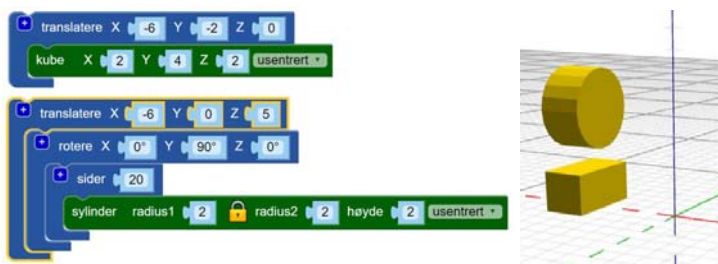 translatere X -6 Y -2 Z 0
kube X 2 Y 4 Z 2 usentrert
translatere X -6 Y 0 Z 5
rotere X 0° Y 90° Z 0°
sider 20
sylinder radius1 2 radius2 2 høyde 2 usentrert